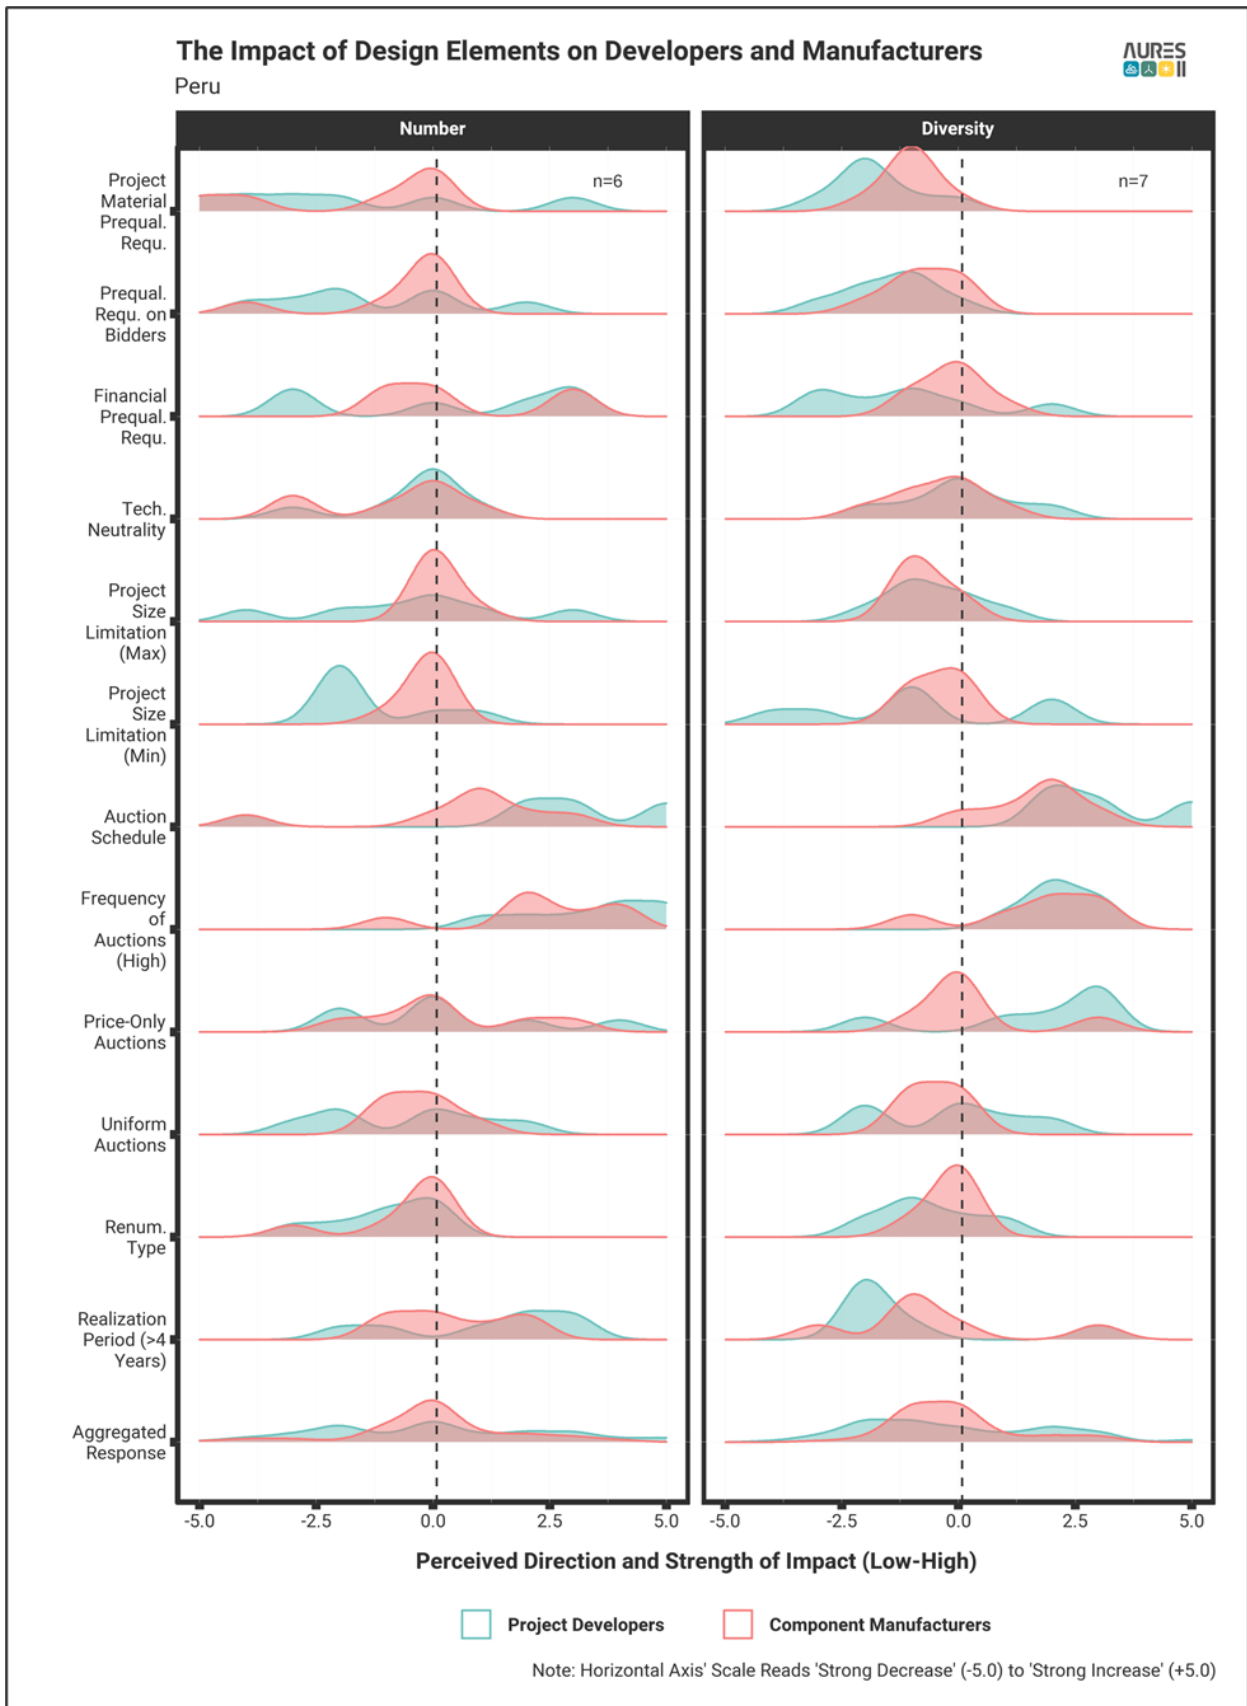 The Impact of Design Elements on Developers and Manufacturers
AURES
II
Peru
Number
Diversity
n=6
n=7
Project
Material
Prequal.
Requ.
Prequal.
Requ. on
Bidders
Financial
Prequal.
Requ.
Tech.
Neutrality
Project
Size
Limitation
(Max)
Project
Size
Limitation
(Min)
Auction
Schedule
Frequency
of
Auctions
(High)
Price-Only
Auctions
Uniform
Auctions
Renum.
Type
Realization
Period (>4
Years)
Aggregated
Response
-5.0 -2.5 0.0 2.5 5.0
-5.0 -2.5 0.0 2.5 5.0
Perceived Direction and Strength of Impact (Low-High)
Project Developers
Component Manufacturers
Note: Horizontal Axis' Scale Reads 'Strong Decrease' (-5.0) to 'Strong Increase' (+5.0)